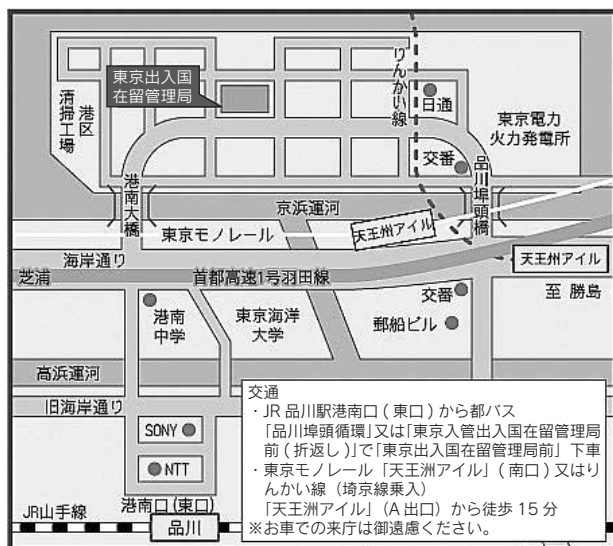 東京出入国
在留管理局
りんかい線
日通
港区
清掃工場
東京電力
火力発電所
交番
品川埠頭橋
港南大橋
京浜運河
天王州アイル
東京モノレール
海岸通り
天王州アイル
芝浦
首都高速1号羽田線
至 勝島
交番
港南
中学
東京海洋
大学
郵船ビル
高浜運河
旧海岸通り
SONY
NTT
港南口(東口)
JR山手線
品川
交通
・JR 品川駅港南口 ( 東口 ) から都バス
「品川埠頭循環」又は「東京入管出入国在留管理局
前 ( 折返し )」で「東京出入国在留管理局前」下車
・東京モノレール「天王洲アイル」( 南口 ) 又はり
んかい線（埼京線乗入）
「天王洲アイル」（A 出口）から徒歩 15 分
※お車での来庁は御遠慮ください。